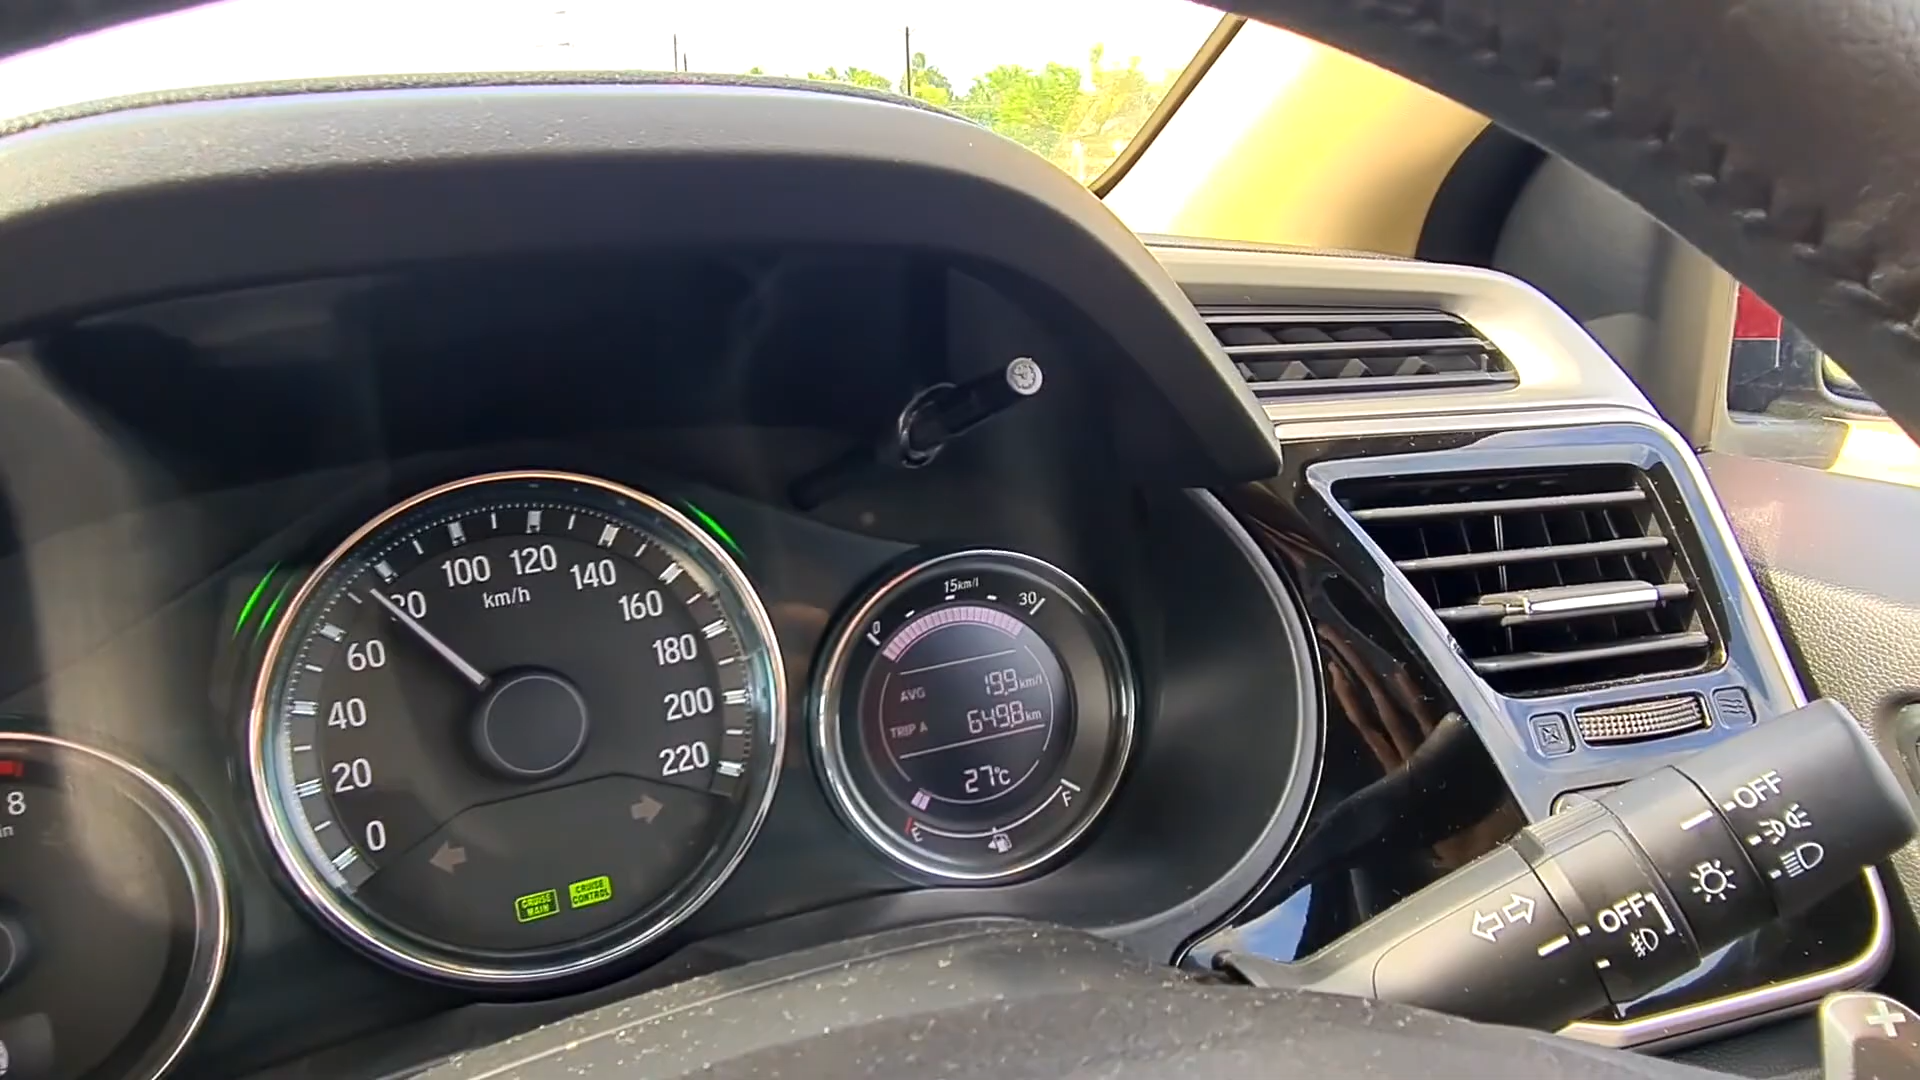 0
20
40
60
80
100
120
140
160
180
200
220
km/h
CRUISE
MAIN
CRUISE
CONTROL
8
0
15km/l
30
AVG 19.9 km/l
TRIP A 649.8 km
27°C
E
F
OFF
OFF
+